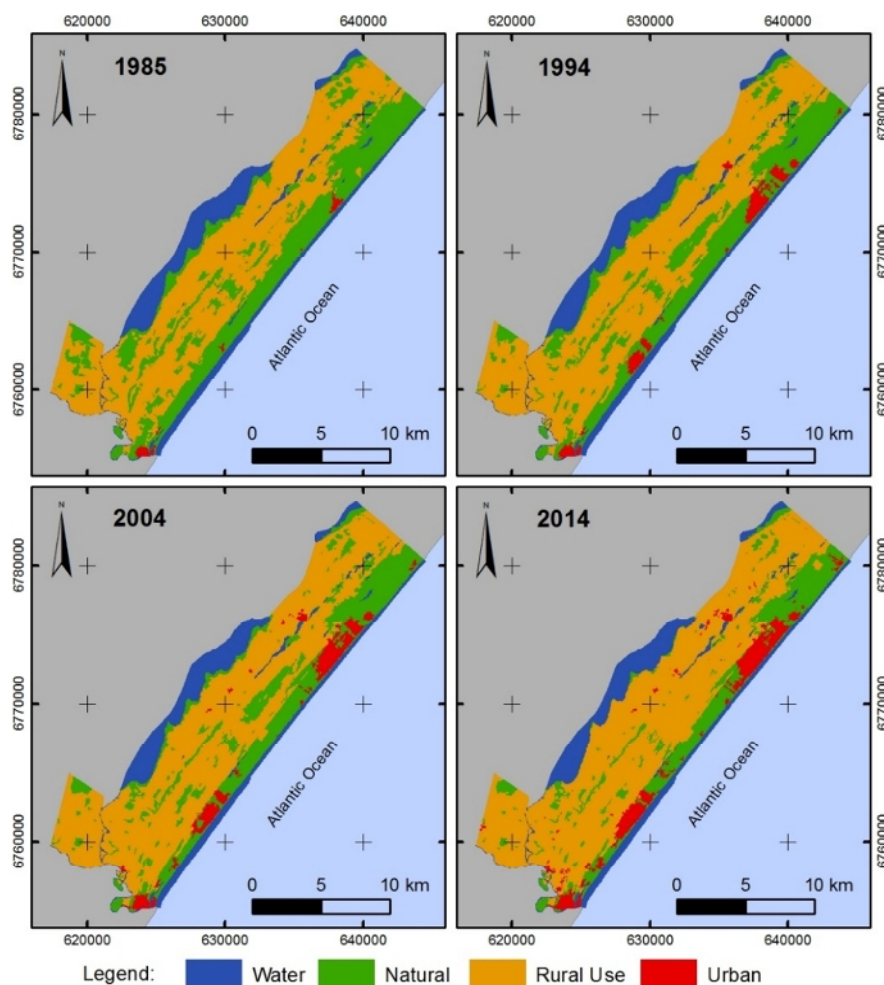 620000 630000 640000 620000 630000 640000
N 1985 N 1994
6780000 6780000
6770000 6770000
6760000 6760000
Atlantic Ocean Atlantic Ocean
0 5 10 km 0 5 10 km
N 2004 N 2014
6780000 6780000
6770000 6770000
6760000 6760000
Atlantic Ocean Atlantic Ocean
0 5 10 km 0 5 10 km
620000 630000 640000 620000 630000 640000
Legend: Water Natural Rural Use Urban